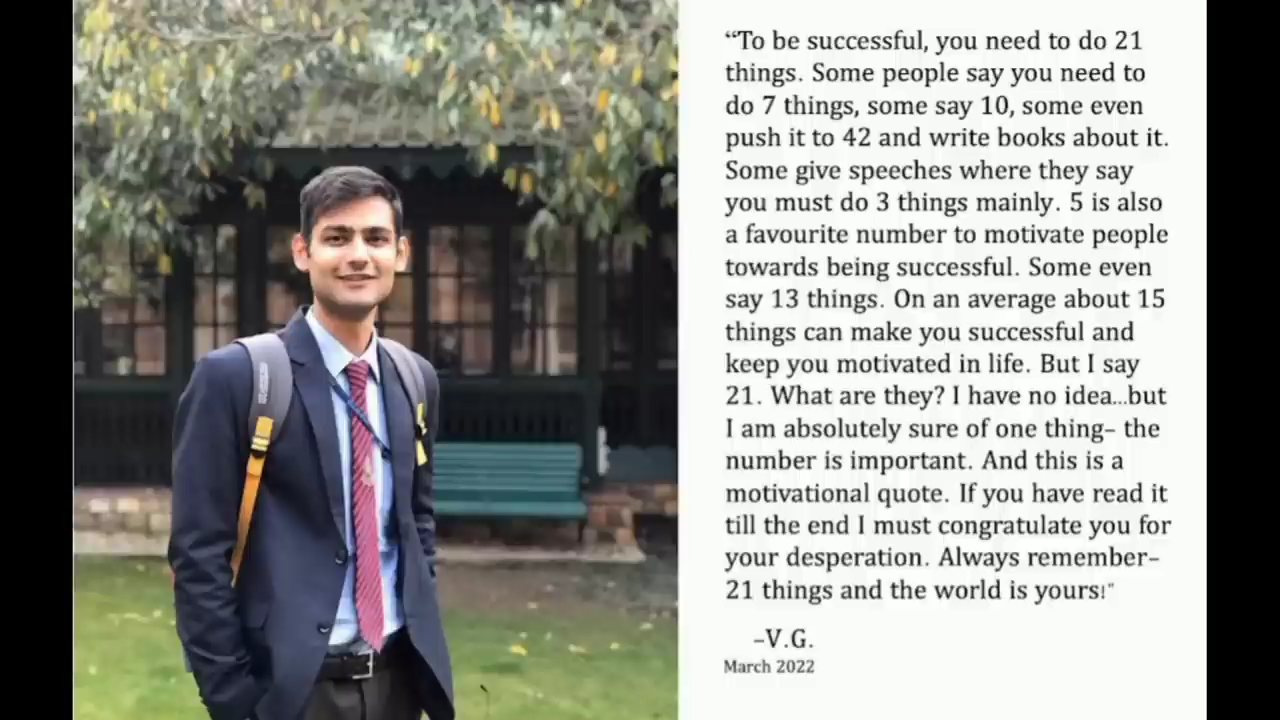 “To be successful, you need to do 21
things. Some people say you need to
do 7 things, some say 10, some even
push it to 42 and write books about it.
Some give speeches where they say
you must do 3 things mainly. 5 is also
a favourite number to motivate people
towards being successful. Some even
say 13 things. On an average about 15
things can make you successful and
keep you motivated in life. But I say
21. What are they? I have no idea...but
I am absolutely sure of one thing– the
number is important. And this is a
motivational quote. If you have read it
till the end I must congratulate you for
your desperation. Always remember–
21 things and the world is yours!"
–V.G.
March 2022